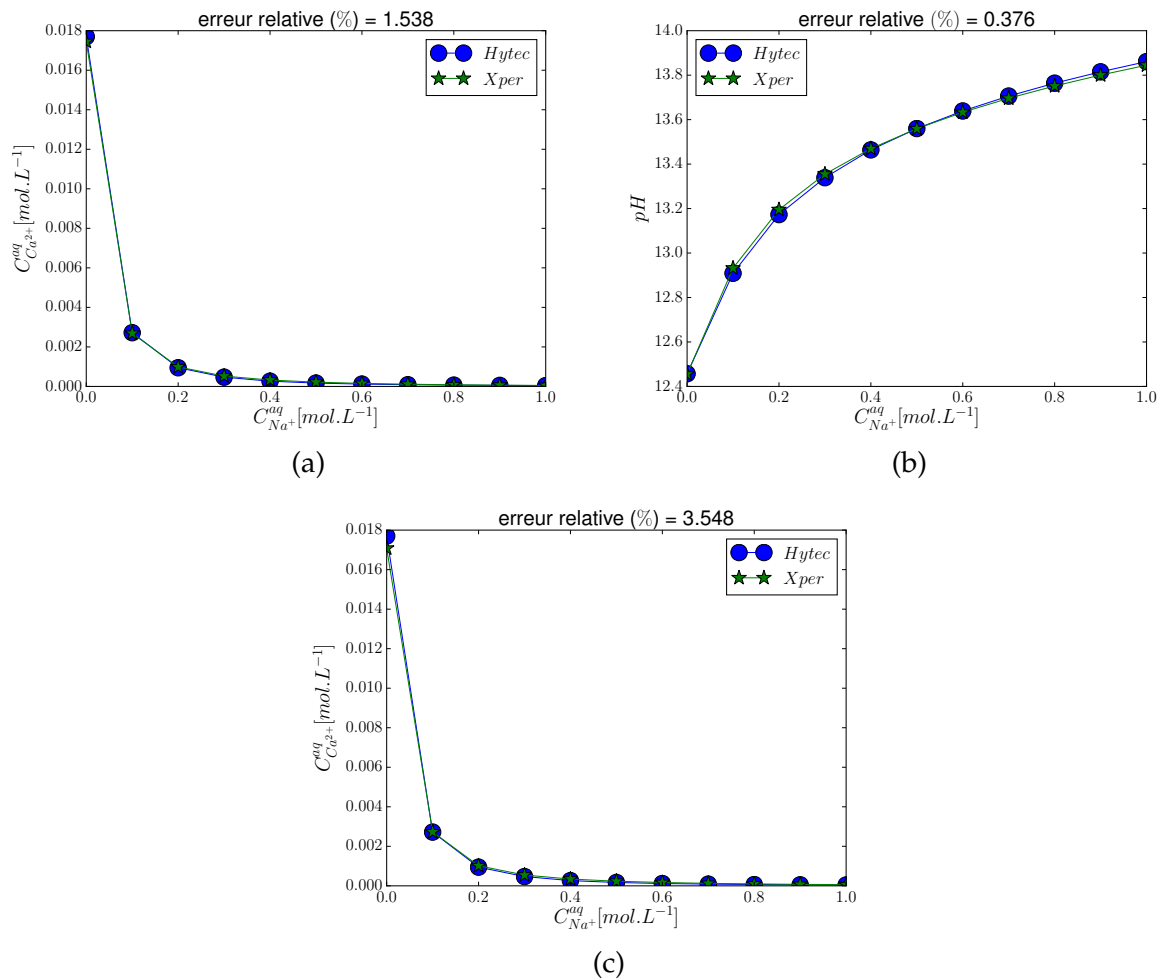 erreur relative (%) = 1.538
0.018
0.016
0.014
0.012
0.010
0.008
0.006
0.004
0.002
0.000
C^{aq}_{Ca^{2+}}[mol.L^{-1}]
Hytec
Xper
0.0 0.2 0.4 0.6 0.8 1.0
C^{aq}_{Na^+}[mol.L^{-1}]
(a)
erreur relative (%) = 0.376
14.0
13.8
13.6
13.4
13.2
13.0
12.8
12.6
12.4
pH
Hytec
Xper
0.0 0.2 0.4 0.6 0.8 1.0
C^{aq}_{Na^+}[mol.L^{-1}]
(b)
erreur relative (%) = 3.548
0.018
0.016
0.014
0.012
0.010
0.008
0.006
0.004
0.002
0.000
C^{aq}_{Ca^{2+}}[mol.L^{-1}]
Hytec
Xper
0.0 0.2 0.4 0.6 0.8 1.0
C^{aq}_{Na^+}[mol.L^{-1}]
(c)